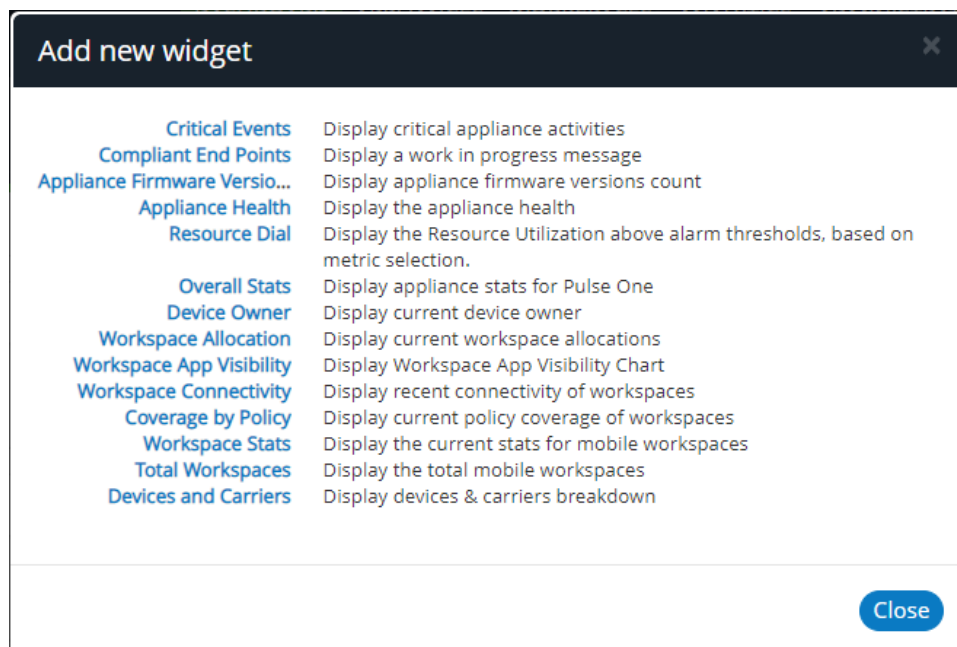 Add new widget
×
Critical Events Display critical appliance activities
Compliant End Points Display a work in progress message
Appliance Firmware Versio... Display appliance firmware versions count
Appliance Health Display the appliance health
Resource Dial Display the Resource Utilization above alarm thresholds, based on
metric selection.
Overall Stats Display appliance stats for Pulse One
Device Owner Display current device owner
Workspace Allocation Display current workspace allocations
Workspace App Visibility Display Workspace App Visibility Chart
Workspace Connectivity Display recent connectivity of workspaces
Coverage by Policy Display current policy coverage of workspaces
Workspace Stats Display the current stats for mobile workspaces
Total Workspaces Display the total mobile workspaces
Devices and Carriers Display devices & carriers breakdown
Close